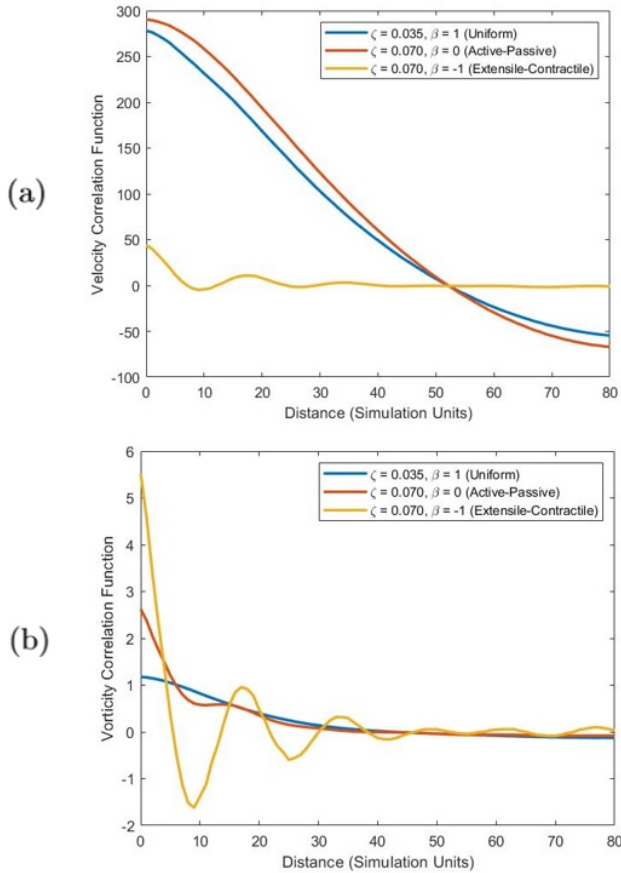 (a)
Velocity Correlation Function
300
250
200
150
100
50
0
-50
-100
ζ = 0.035, β = 1 (Uniform)
ζ = 0.070, β = 0 (Active-Passive)
ζ = 0.070, β = -1 (Extensile-Contractile)
0 10 20 30 40 50 60 70 80
Distance (Simulation Units)
(b)
Vorticity Correlation Function
6
5
4
3
2
1
0
-1
-2
ζ = 0.035, β = 1 (Uniform)
ζ = 0.070, β = 0 (Active-Passive)
ζ = 0.070, β = -1 (Extensile-Contractile)
0 10 20 30 40 50 60 70 80
Distance (Simulation Units)